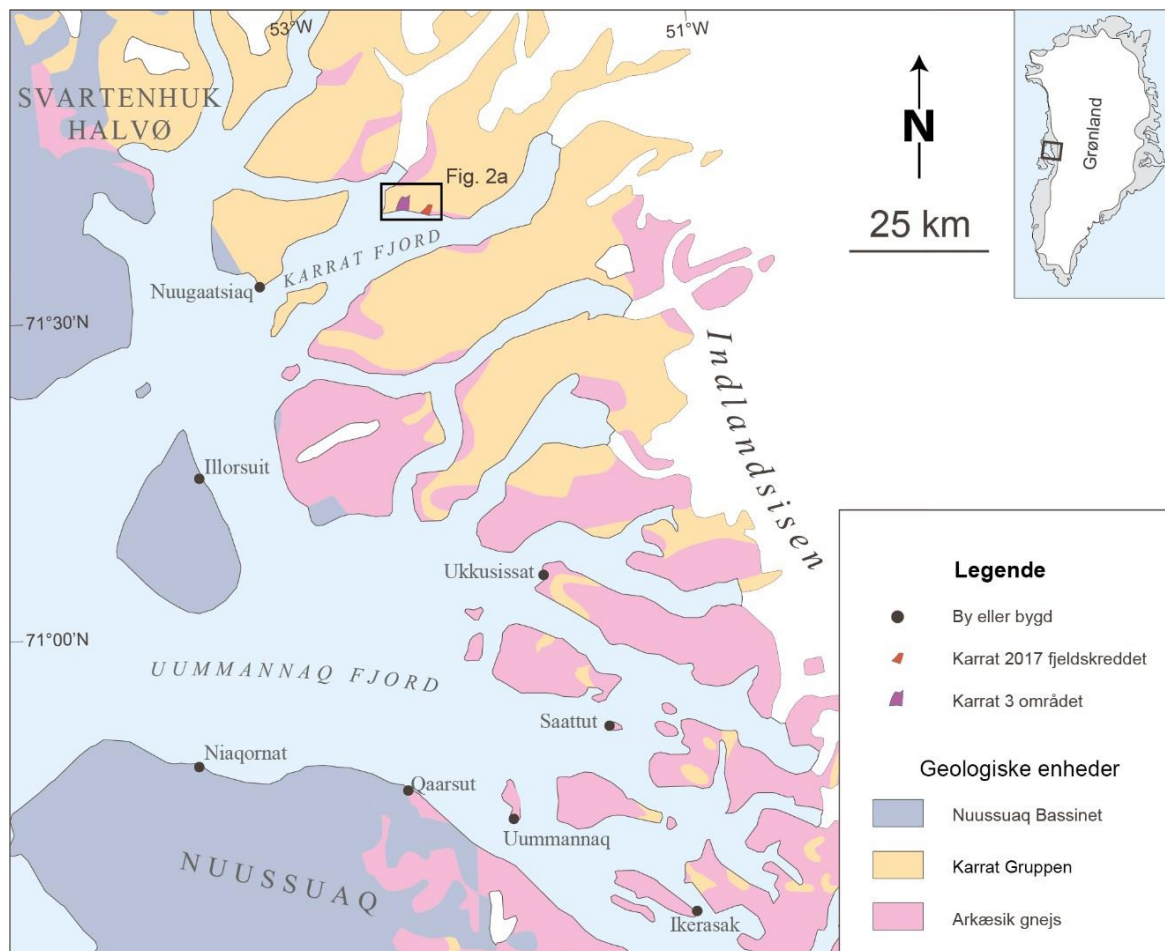 53°W
51°W
SVARTENHUK
HALVØ
N
Grønland
Fig. 2a
25 km
KARRAT FJORD
Nuugaatsiaq
71°30'N
Indlandsisen
Illorsuit
Ukkusissat
71°00'N
UUMMANNAQ FJORD
Saattut
Niaqornat
Qaarsut
Uummannaq
NUUSSUAQ
Ikerasak
Legende
By eller bygd
Karrat 2017 fjeldskreddet
Karrat 3 området
Geologiske enheder
Nuussuaq Bassinet
Karrat Gruppen
Arkæsik gnejs